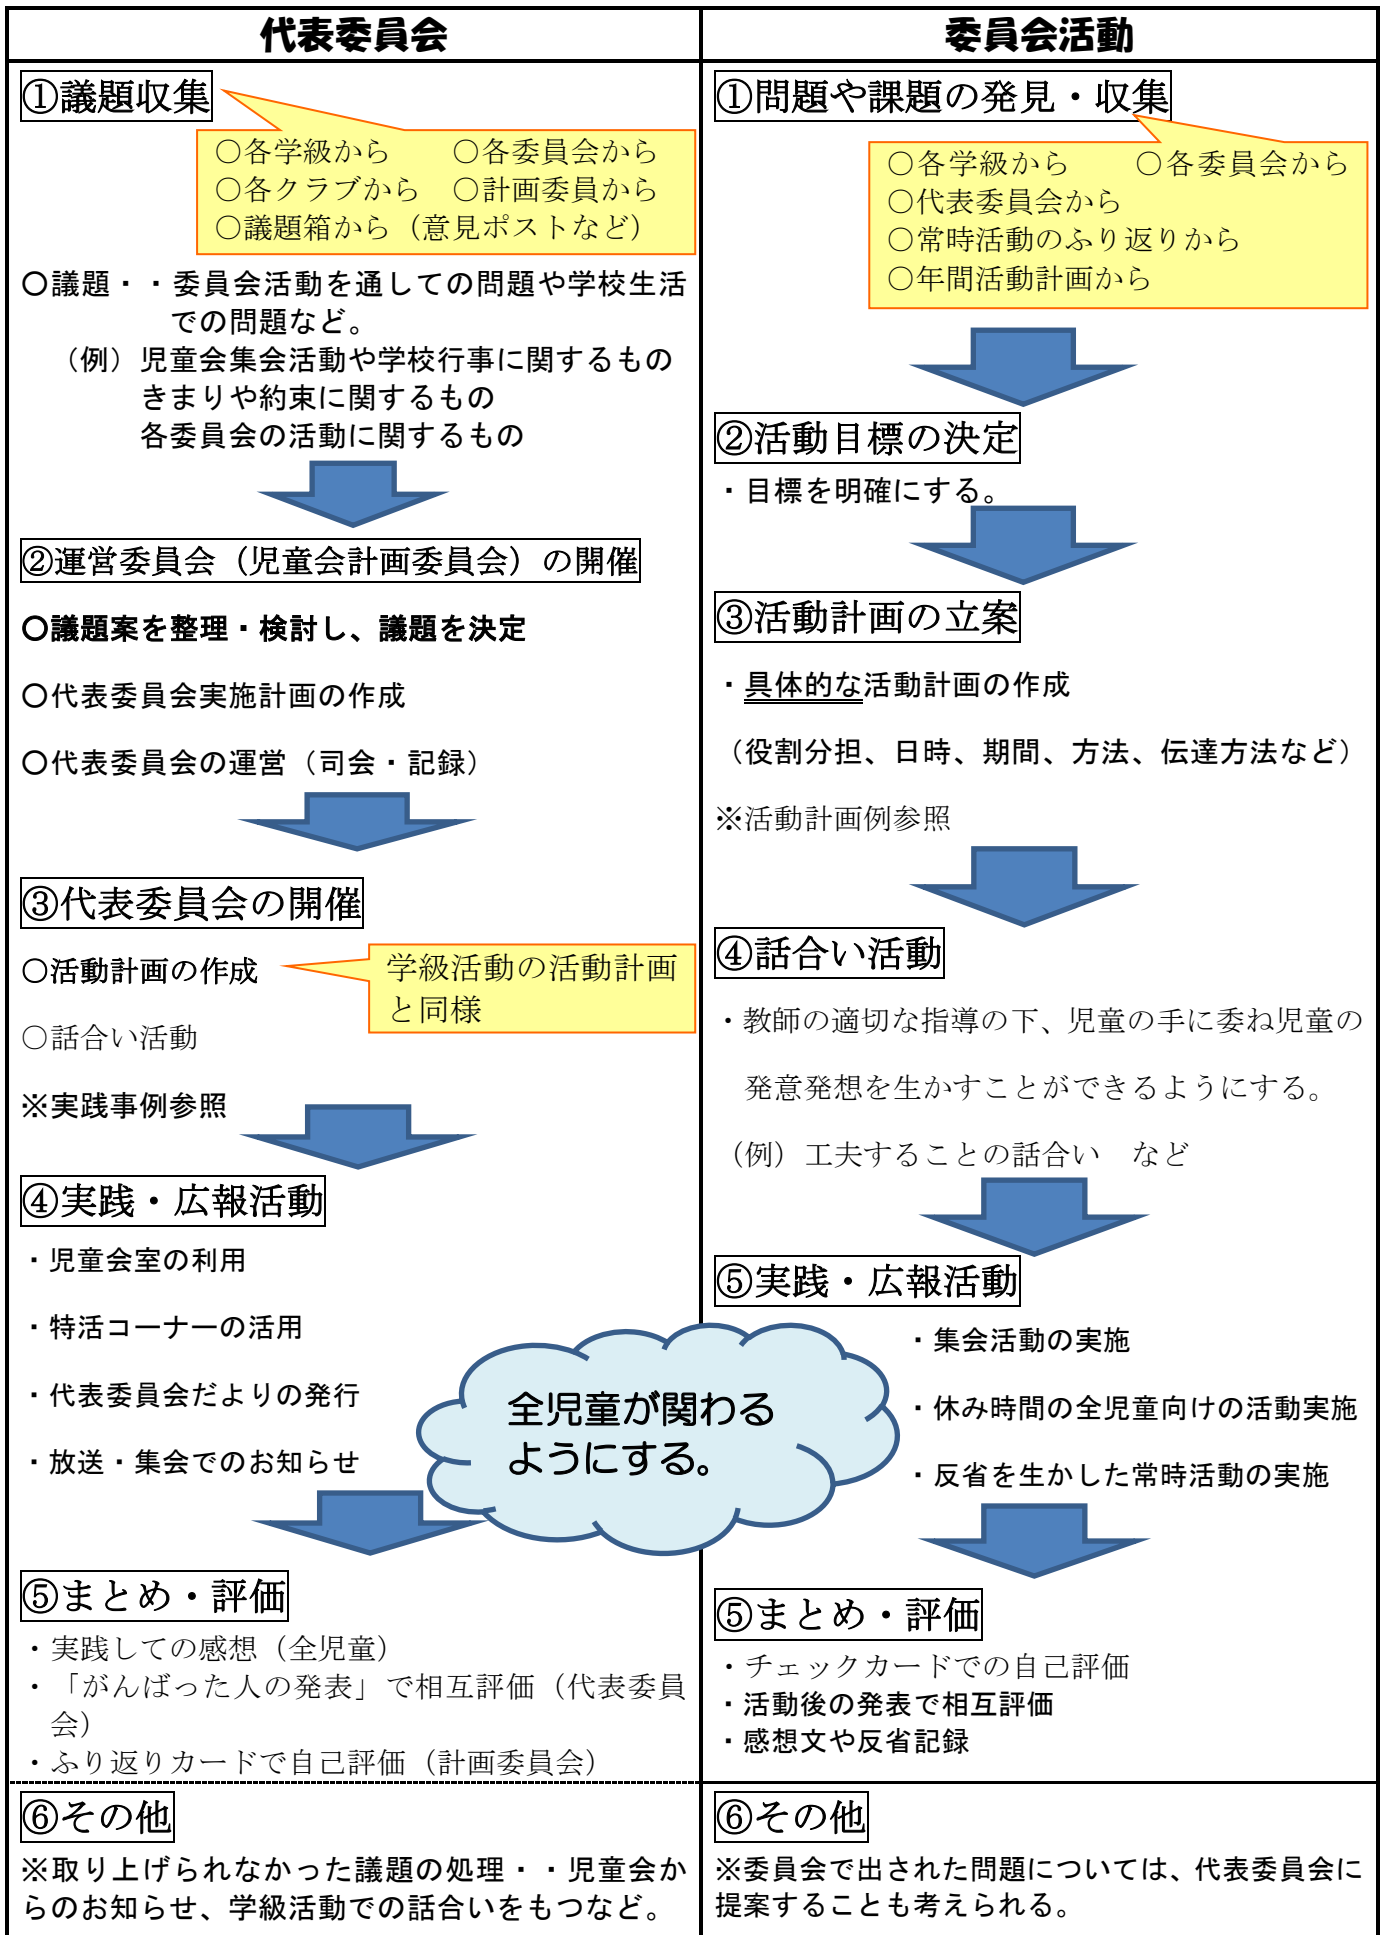 代表委員会
①議題収集
○各学級から　　○各委員会から
○各クラブから　○計画委員から
○議題箱から（意見ポストなど）
○議題・・委員会活動を通しての問題や学校生活
での問題など。
（例）児童会集会活動や学校行事に関するもの
きまりや約束に関するもの
各委員会の活動に関するもの
②運営委員会（児童会計画委員会）の開催
○議題案を整理・検討し、議題を決定
○代表委員会実施計画の作成
○代表委員会の運営（司会・記録）
③代表委員会の開催
○活動計画の作成
学級活動の活動計画
と同様
○話合い活動
※実践事例参照
④実践・広報活動
・児童会室の利用
・特活コーナーの活用
・代表委員会だよりの発行
・放送・集会でのお知らせ
全児童が関わる
ようにする。
⑤まとめ・評価
・実践しての感想（全児童）
・「がんばった人の発表」で相互評価（代表委員
会）
・ふり返りカードで自己評価（計画委員会）
⑥その他
※取り上げられなかった議題の処理・・児童会か
らのお知らせ、学級活動での話合いをもつなど。
委員会活動
①問題や課題の発見・収集
○各学級から　　○各委員会から
○代表委員会から
○常時活動のふり返りから
○年間活動計画から
②活動目標の決定
・目標を明確にする。
③活動計画の立案
・具体的な活動計画の作成
（役割分担、日時、期間、方法、伝達方法など）
※活動計画例参照
④話合い活動
・教師の適切な指導の下、児童の手に委ね児童の
発意発想を生かすことができるようにする。
（例）工夫することの話合い　など
⑤実践・広報活動
・集会活動の実施
・休み時間の全児童向けの活動実施
・反省を生かした常時活動の実施
⑤まとめ・評価
・チェックカードでの自己評価
・活動後の発表で相互評価
・感想文や反省記録
⑥その他
※委員会で出された問題については、代表委員会に
提案することも考えられる。